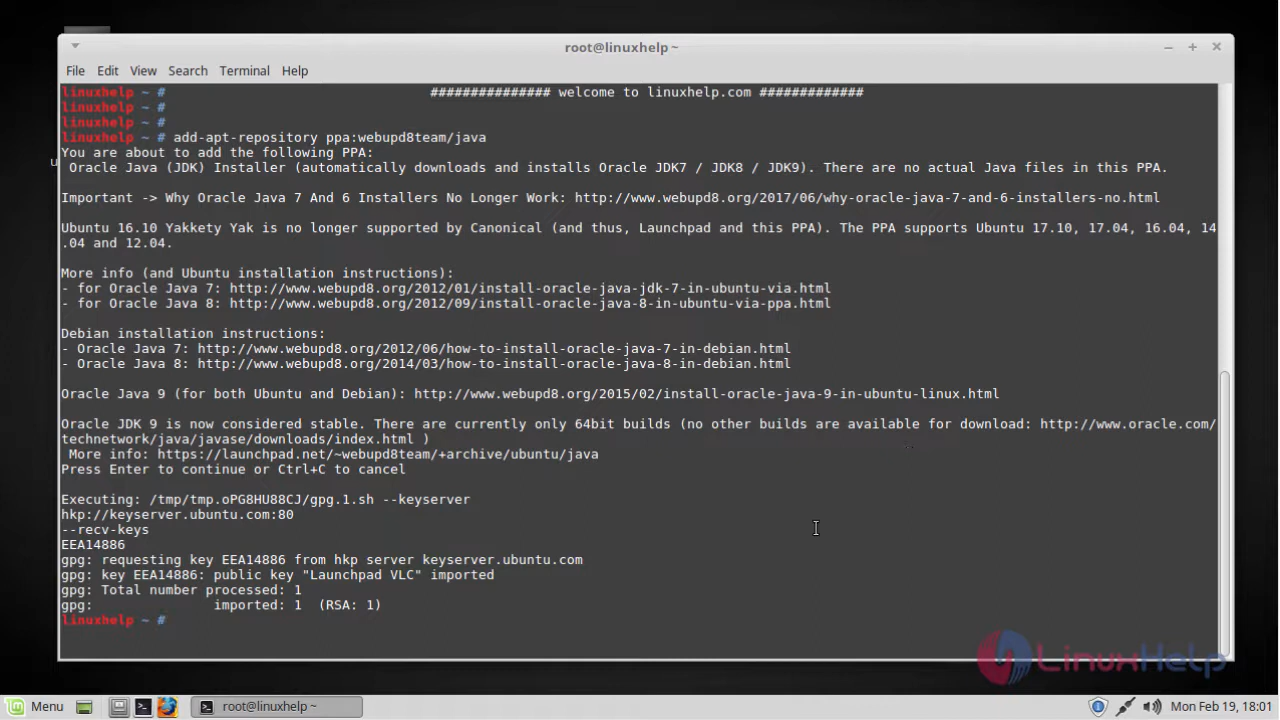 root@linuxhelp ~
File Edit View Search Terminal Help
linuxhelp ~ # ############### welcome to linuxhelp.com #############
linuxhelp ~ #
linuxhelp ~ #
linuxhelp ~ # add-apt-repository ppa:webupd8team/java
You are about to add the following PPA:
Oracle Java (JDK) Installer (automatically downloads and installs Oracle JDK7 / JDK8 / JDK9). There are no actual Java files in this PPA.
Important -> Why Oracle Java 7 And 6 Installers No Longer Work: http://www.webupd8.org/2017/06/why-oracle-java-7-and-6-installers-no.html
Ubuntu 16.10 Yakkety Yak is no longer supported by Canonical (and thus, Launchpad and this PPA). The PPA supports Ubuntu 17.10, 17.04, 16.04, 14
.04 and 12.04.
More info (and Ubuntu installation instructions):
- for Oracle Java 7: http://www.webupd8.org/2012/01/install-oracle-java-jdk-7-in-ubuntu-via.html
- for Oracle Java 8: http://www.webupd8.org/2012/09/install-oracle-java-8-in-ubuntu-via-ppa.html
Debian installation instructions:
- Oracle Java 7: http://www.webupd8.org/2012/06/how-to-install-oracle-java-7-in-debian.html
- Oracle Java 8: http://www.webupd8.org/2014/03/how-to-install-oracle-java-8-in-debian.html
Oracle Java 9 (for both Ubuntu and Debian): http://www.webupd8.org/2015/02/install-oracle-java-9-in-ubuntu-linux.html
Oracle JDK 9 is now considered stable. There are currently only 64bit builds (no other builds are available for download: http://www.oracle.com/
technetwork/java/javase/downloads/index.html )
More info: https://launchpad.net/~webupd8team/+archive/ubuntu/java
Press Enter to continue or Ctrl+C to cancel
Executing: /tmp/tmp.oPG8HU88CJ/gpg.1.sh --keyserver
hkp://keyserver.ubuntu.com:80
--recv-keys
EEA14886
gpg: requesting key EEA14886 from hkp server keyserver.ubuntu.com
gpg: key EEA14886: public key "Launchpad VLC" imported
gpg: Total number processed: 1
gpg: imported: 1 (RSA: 1)
linuxhelp ~ #
LinuxHelp
Menu root@linuxhelp ~ Mon Feb 19, 18:01